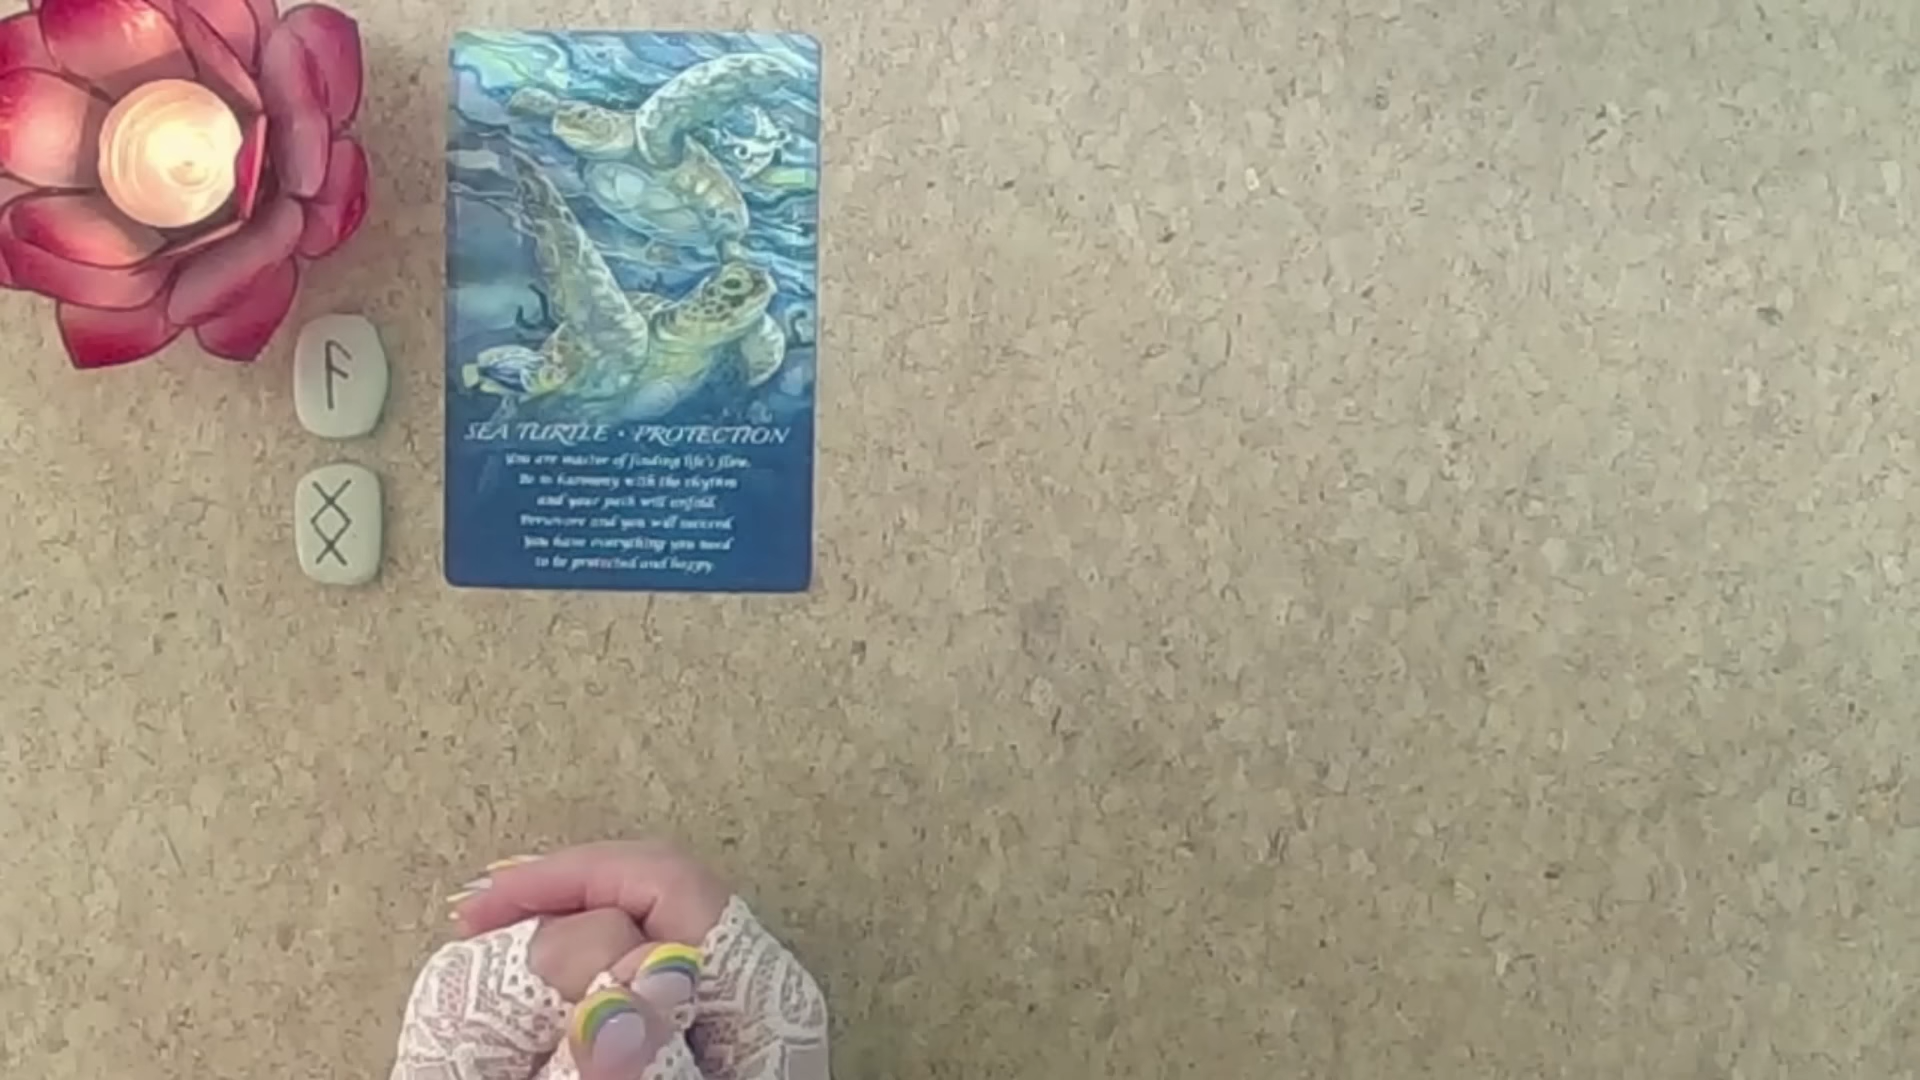 ᚨ
ᛝ
SEA TURTLE • PROTECTION
You are master of finding life's flow.
Be in harmony with the rhythm
and your path will unfold.
Persevere and you will succeed
You have everything you need
to be protected and happy.